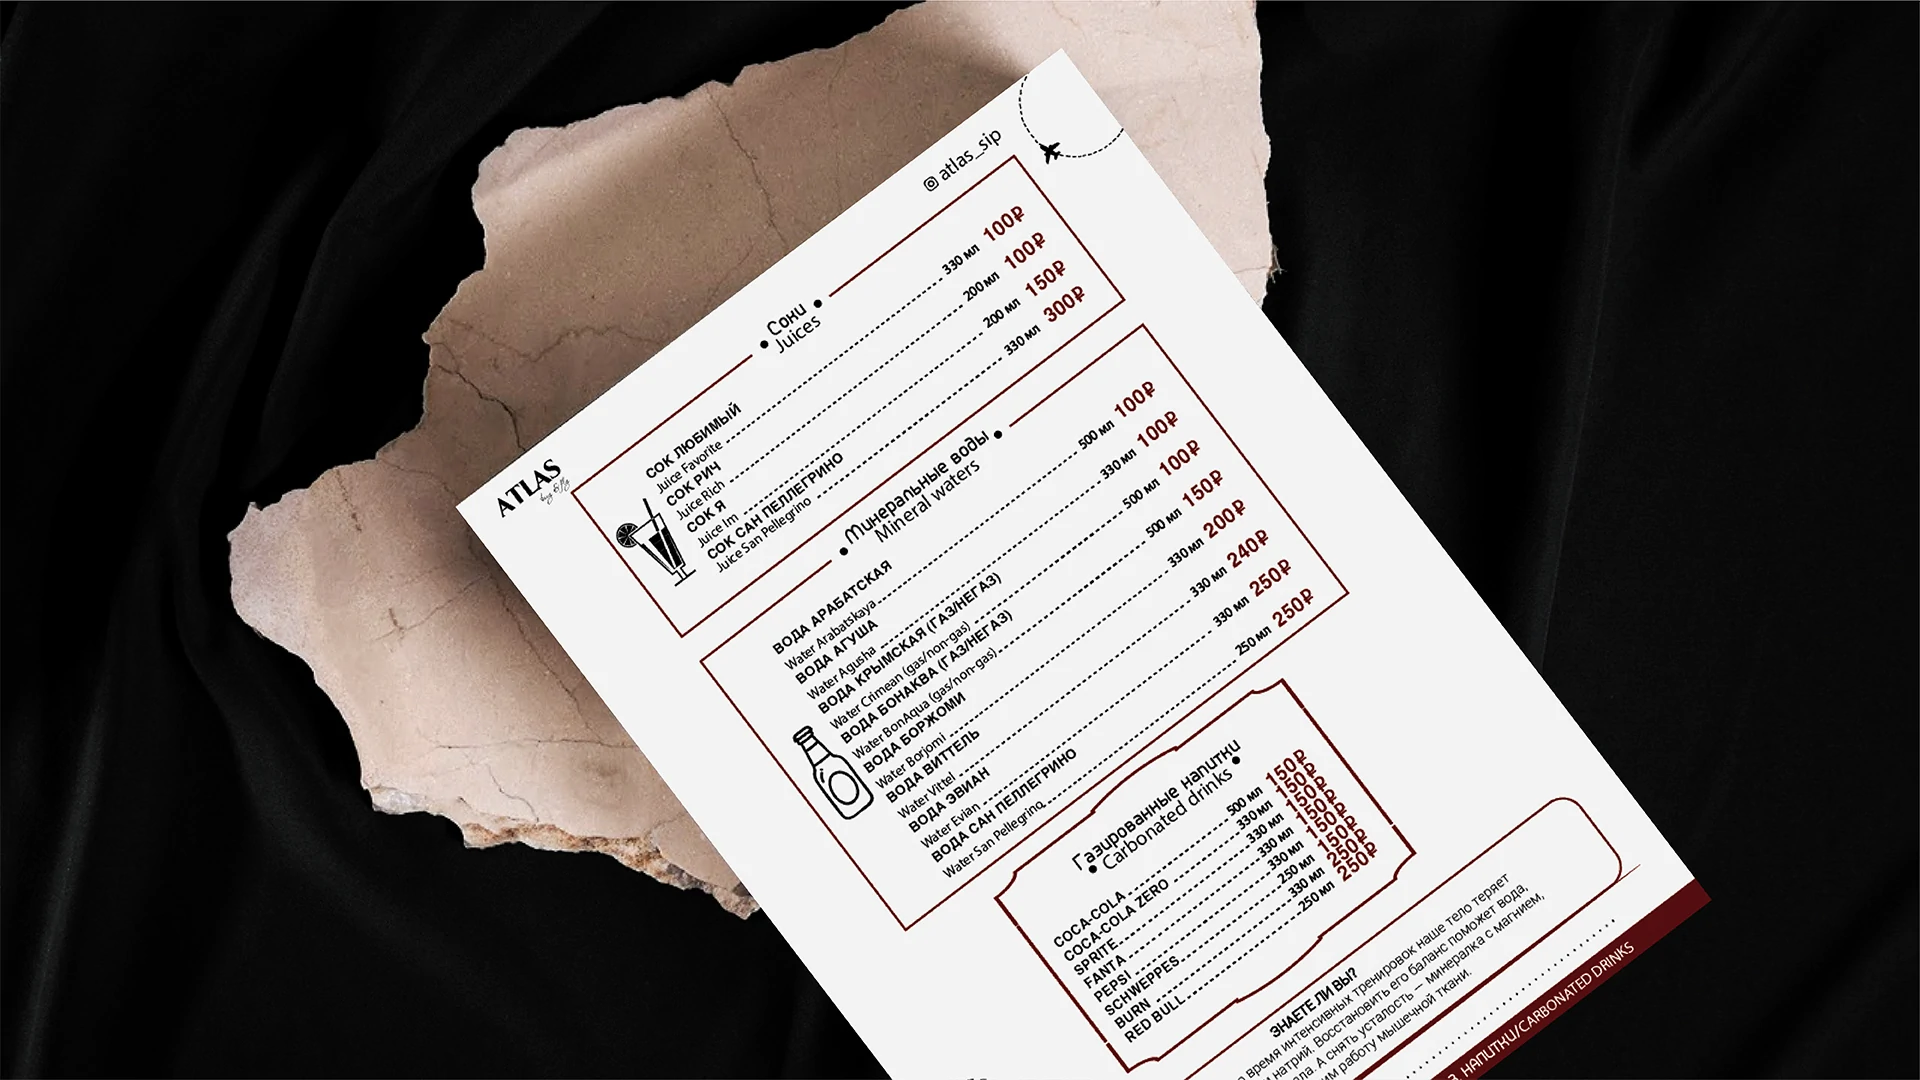 atlas_sip
ATLAS
Соки
Juices
СОК ЛЮБИМЫЙ 330 мл 100₽
Juice Favorite
СОК РИЧ 200 мл 100₽
Juice Rich
СОК Я 200 мл 150₽
Juice Im
СОК САН ПЕЛЛЕГРИНО 330 мл 300₽
Juice San Pellegrino
Минеральные воды
Mineral waters
ВОДА АРАБАТСКАЯ 500 мл 100₽
Water Arabatskaya
ВОДА АГУША 330 мл 100₽
Water Agusha
ВОДА КРЫМСКАЯ (ГАЗ/НЕГАЗ) 500 мл 100₽
Water Crimean (gas/non-gas)
ВОДА БОНАКВА (ГАЗ/НЕГАЗ) 500 мл 150₽
Water BonAqua (gas/non-gas)
ВОДА БОРЖОМИ 330 мл 200₽
Water Borjomi
ВОДА ВИТТЕЛЬ 330 мл 240₽
Water Vittel
ВОДА ЭВИАН 330 мл 250₽
Water Evian
ВОДА САН ПЕЛЛЕГРИНО 250 мл 250₽
Water San Pellegrino
Газированные напитки
Carbonated drinks
COCA-COLA 500 мл 150₽
COCA-COLA ZERO 330 мл 150₽
SPRITE 330 мл 150₽
FANTA 330 мл 150₽
PEPSI 330 мл 150₽
SCHWEPPES 250 мл 150₽
BURN 330 мл 250₽
RED BULL 250 мл 250₽
ЗНАЕТЕ ЛИ ВЫ?
время интенсивных тренировок наше тело теряет
натрий. Восстановить его баланс поможет вода,
А снять усталость — минералка с магнием,
работу мышечной ткани.
НАПИТКИ/CARBONATED DRINKS